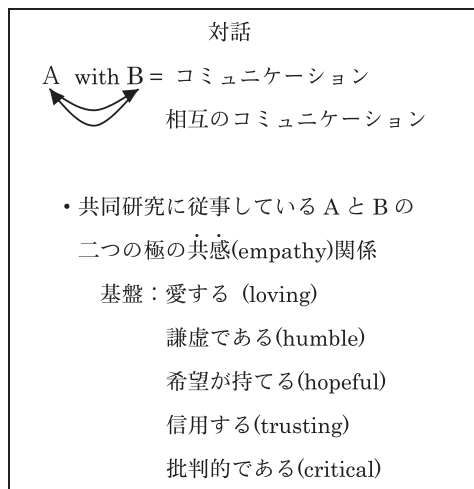 対話
A with B = コミュニケーション
相互のコミュニケーション
・共同研究に従事している A と B の
二つの極の共感(empathy)関係
基盤：愛する (loving)
謙虚である(humble)
希望が持てる(hopeful)
信用する(trusting)
批判的である(critical)